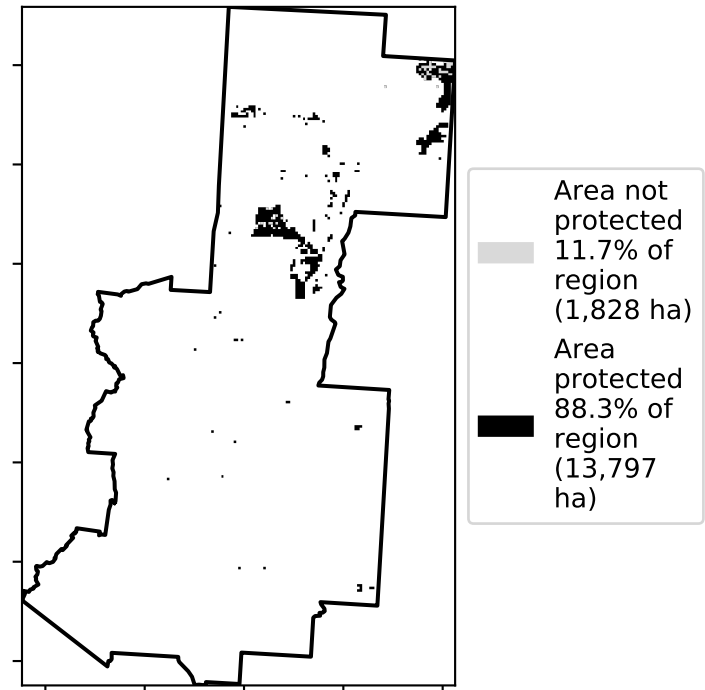 Area not
protected
11.7% of
region
(1,828 ha)
Area
protected
88.3% of
region
(13,797
ha)